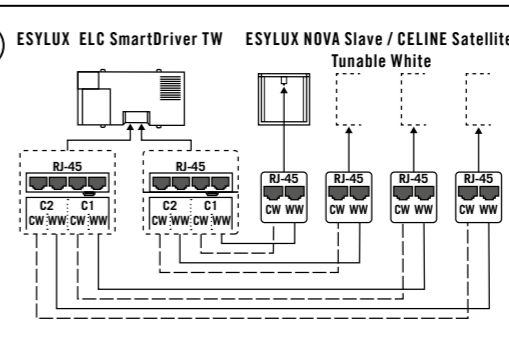 ) ESYLUX ELC SmartDriver TW ESYLUX NOVA Slave / CELINE Satellite
Tunable White
RJ-45 RJ-45 RJ-45 RJ-45 RJ-45 RJ-45
C2 C1 C2 C1 CW WW CW WW CW WW CW WW
CW WW CW WW CW WW CW WW